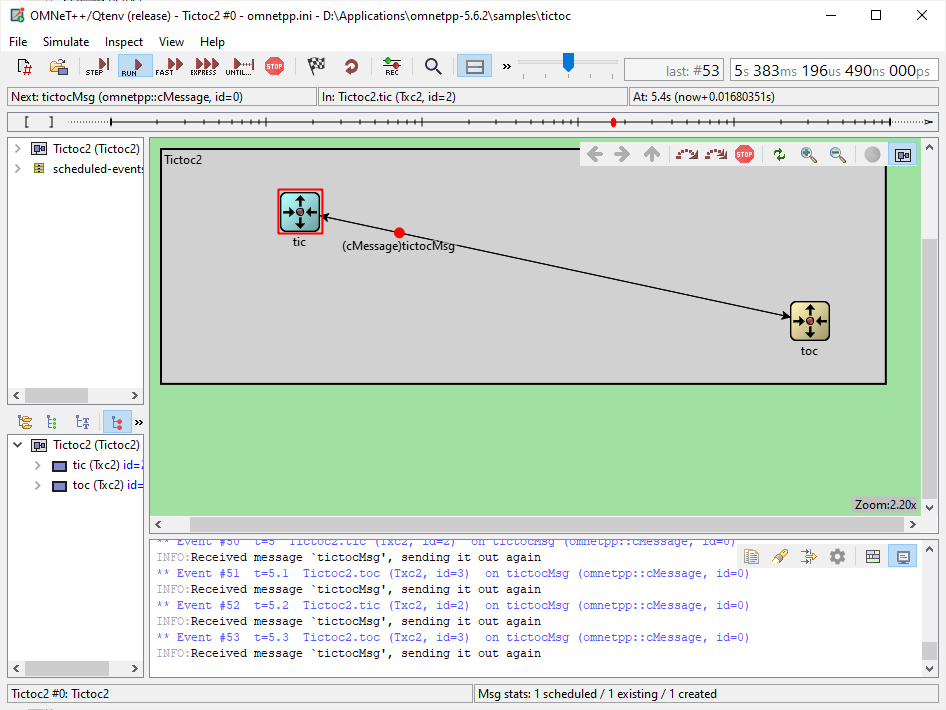 OMNeT++/Qtenv (release) - Tictoc2 #0 - omnetpp.ini - D:\Applications\omnetpp-5.6.2\samples\tictoc
File Simulate Inspect View Help
STEP RUN FAST EXPRESS UNTIL... STOP REC » last: #53 5s 383ms 196us 490ns 000ps
Next: tictocMsg (omnetpp::cMessage, id=0) In: Tictoc2.tic (Txc2, id=2) At: 5.4s (now+0.01680351s)
[ ]
Tictoc2 (Tictoc2)
scheduled-events
Tictoc2
STOP
tic
(cMessage)tictocMsg
toc
Zoom:2.20x
»
Tictoc2 (Tictoc2)
tic (Txc2) id=2
toc (Txc2) id=
** Event #50 t=5 Tictoc2.tic (Txc2, id=2) on tictocMsg (omnetpp::cMessage, id=0)
INFO:Received message `tictocMsg', sending it out again
** Event #51 t=5.1 Tictoc2.toc (Txc2, id=3) on tictocMsg (omnetpp::cMessage, id=0)
INFO:Received message `tictocMsg', sending it out again
** Event #52 t=5.2 Tictoc2.tic (Txc2, id=2) on tictocMsg (omnetpp::cMessage, id=0)
INFO:Received message `tictocMsg', sending it out again
** Event #53 t=5.3 Tictoc2.toc (Txc2, id=3) on tictocMsg (omnetpp::cMessage, id=0)
INFO:Received message `tictocMsg', sending it out again
Tictoc2 #0: Tictoc2 Msg stats: 1 scheduled / 1 existing / 1 created